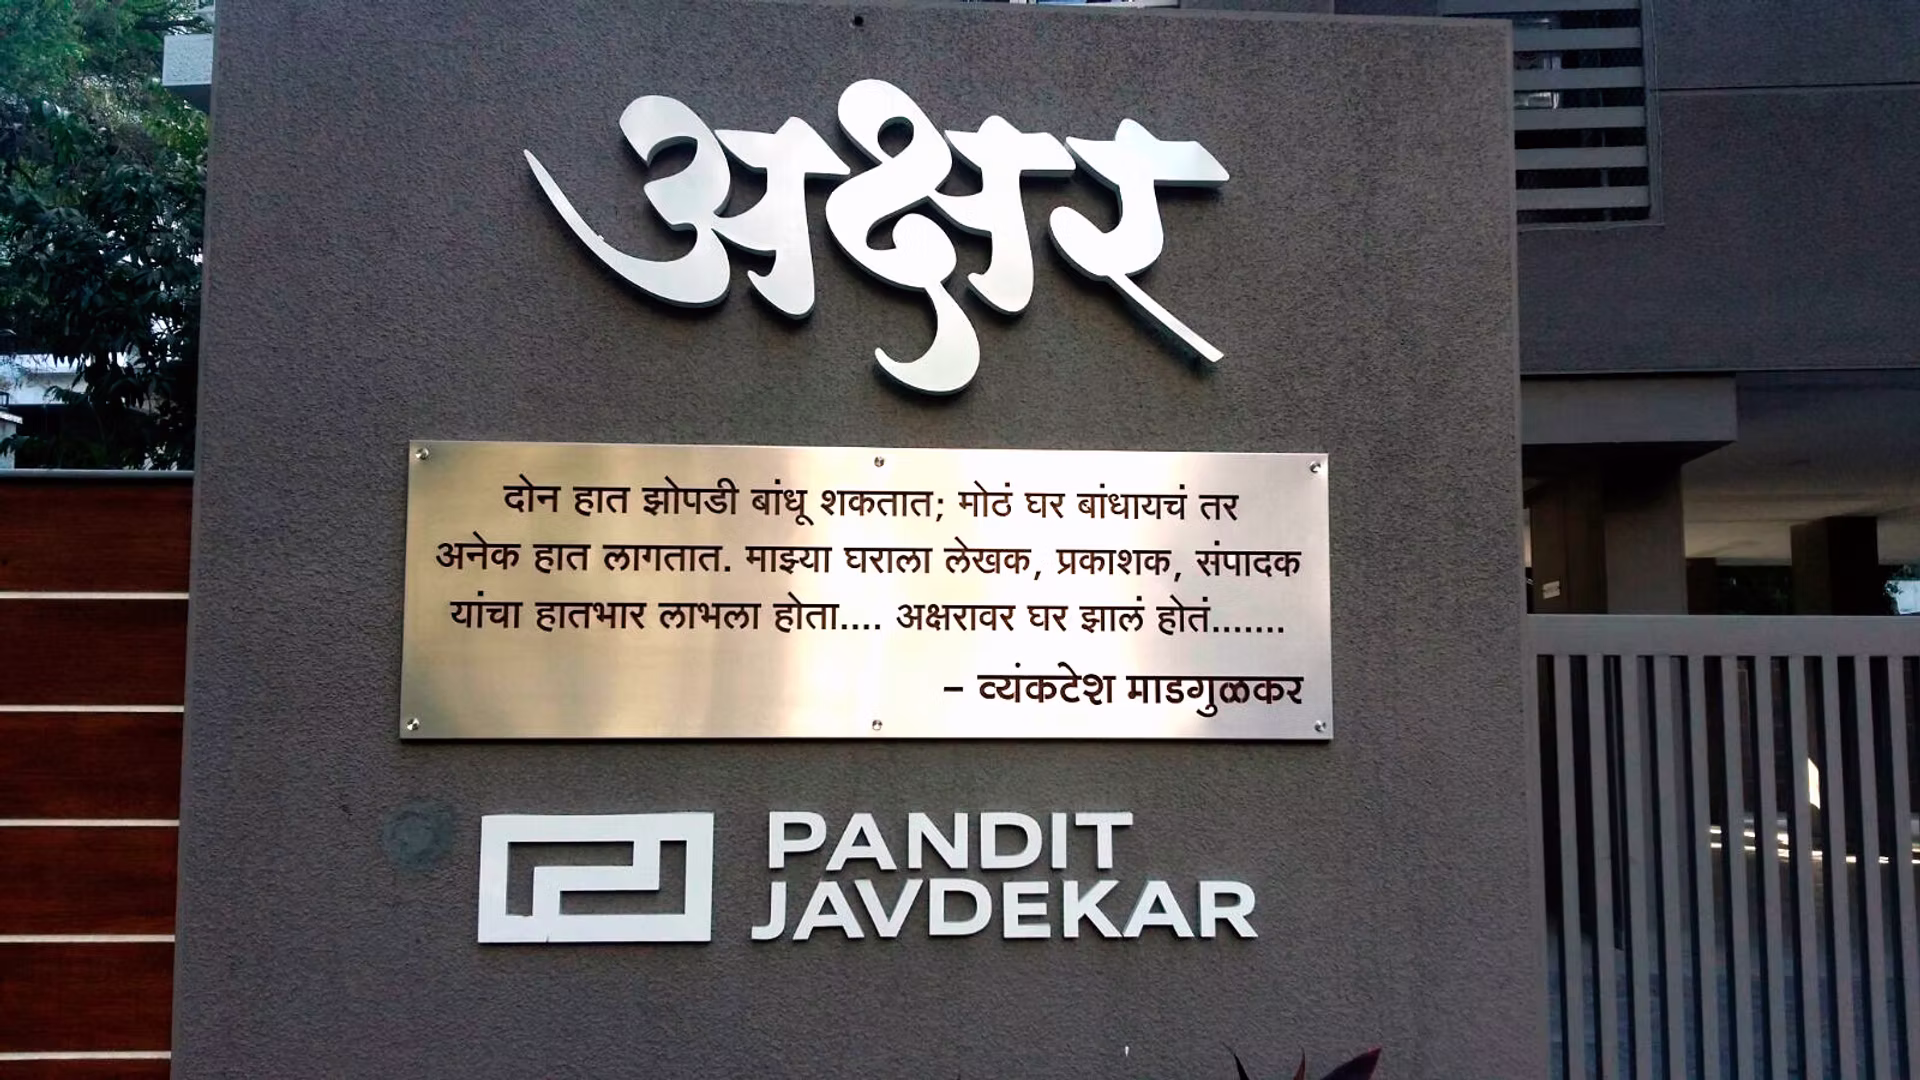 अक्षर
दोन हात झोपडी बांधू शकतात; मोठं घर बांधायचं तर
अनेक हात लागतात. माझ्या घराला लेखक, प्रकाशक, संपादक
यांचा हातभार लाभला होता.... अक्षरावर घर झालं होतं.......
– व्यंकटेश माडगुळकर
PANDIT
JAVDEKAR